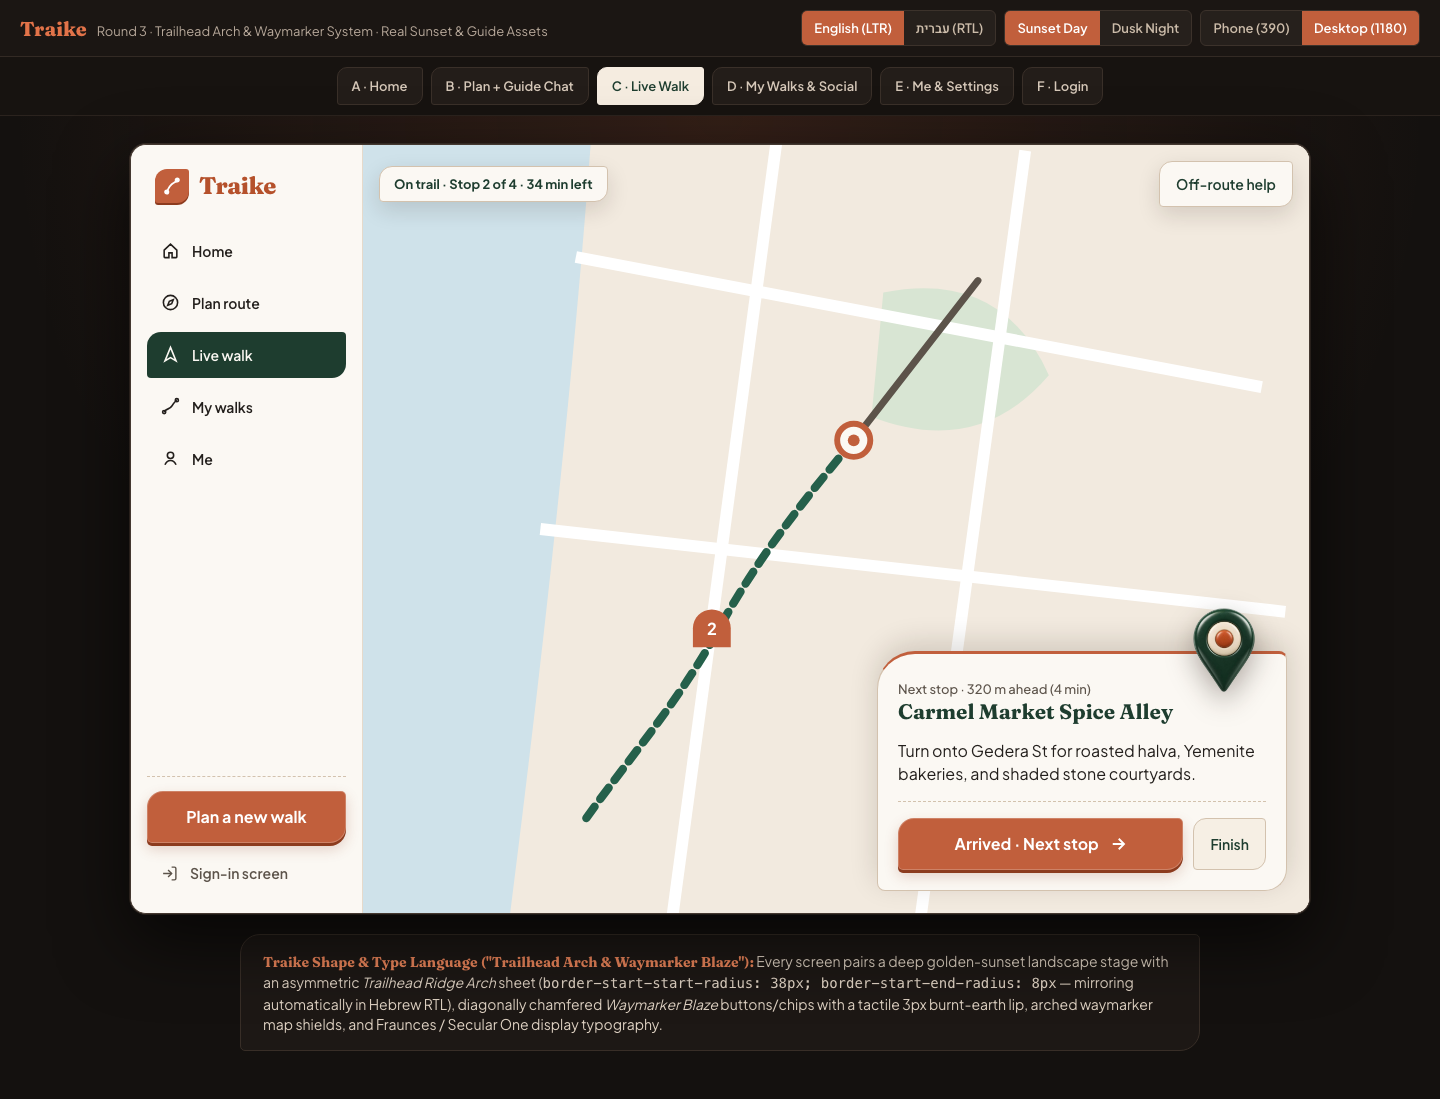 Traike Round 3 · Trailhead Arch & Waymarker System · Real Sunset & Guide Assets
English (LTR) עברית (RTL) Sunset Day Dusk Night Phone (390) Desktop (1180)
A · Home B · Plan + Guide Chat C · Live Walk D · My Walks & Social E · Me & Settings F · Login
Traike
Home
Plan route
Live walk
My walks
Me
Plan a new walk
Sign-in screen
On trail · Stop 2 of 4 · 34 min left
Off-route help
2
Next stop · 320 m ahead (4 min)
Carmel Market Spice Alley
Turn onto Gedera St for roasted halva, Yemenite
bakeries, and shaded stone courtyards.
Arrived · Next stop →
Finish
Traike Shape & Type Language ("Trailhead Arch & Waymarker Blaze"): Every screen pairs a deep golden-sunset landscape stage with
an asymmetric Trailhead Ridge Arch sheet (border-start-start-radius: 38px; border-start-end-radius: 8px — mirroring
automatically in Hebrew RTL), diagonally chamfered Waymarker Blaze buttons/chips with a tactile 3px burnt-earth lip, arched waymarker
map shields, and Fraunces / Secular One display typography.